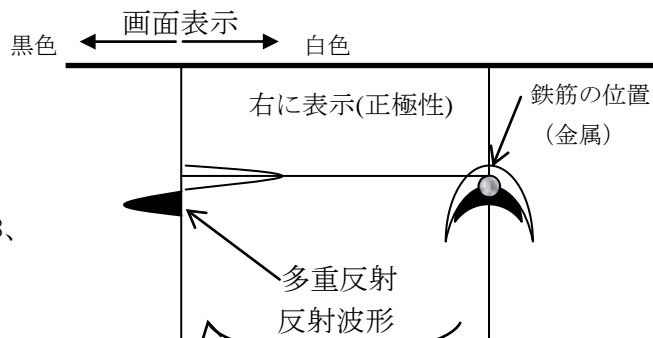 画面表示
黒色
白色
右に表示(正極性)
鉄筋の位置
（金属）
3、
多重反射
反射波形